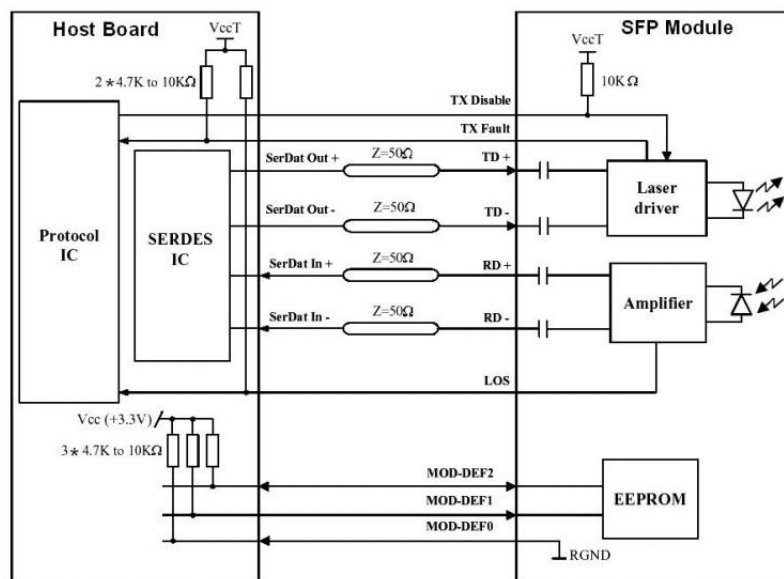 Host Board
SFP Module
VccT
VccT
2*4.7K to 10KΩ
10KΩ
TX Disable
TX Fault
SerDat Out +
Z=50Ω
TD +
SerDat Out -
Z=50Ω
TD -
Laser
driver
Protocol
IC
SERDES
IC
SerDat In +
Z=50Ω
RD +
SerDat In -
Z=50Ω
RD -
Amplifier
LOS
Vcc (+3.3V)
3*4.7K to 10KΩ
MOD-DEF2
MOD-DEF1
MOD-DEF0
EEPROM
RGND